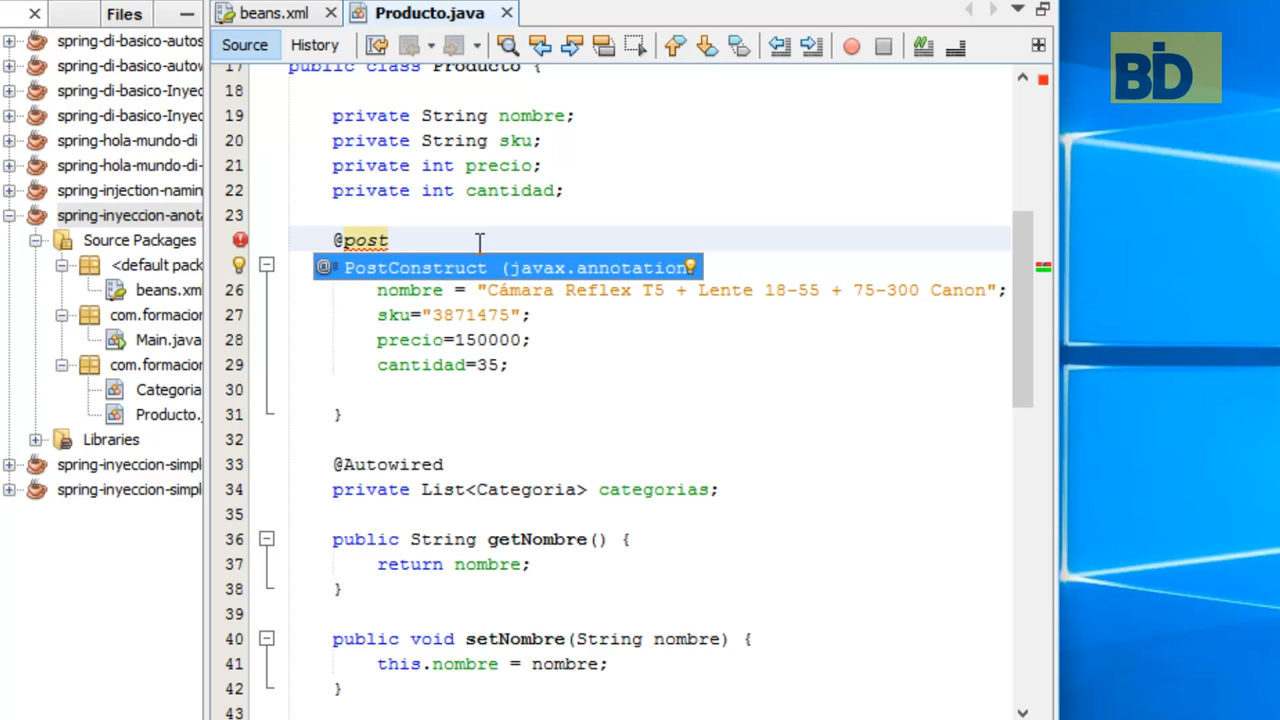 Files
beans.xml
Producto.java
Source
History
BID
spring-di-basico-autos
spring-di-basico-autow
spring-di-basico-Inyec
spring-di-basico-Inyec
spring-hola-mundo-di
spring-hola-mundo-di-
spring-injection-namin
spring-inyeccion-anota
Source Packages
<default pack
beans.xml
com.formacion
Main.java
com.formacion
Categoria
Producto.
Libraries
spring-inyeccion-simpl
spring-inyeccion-simpl
17 public class Producto {
18
19 private String nombre;
20 private String sku;
21 private int precio;
22 private int cantidad;
23
@post
PostConstruct (javax.annotation
26 nombre = "Cámara Reflex T5 + Lente 18-55 + 75-300 Canon";
27 sku="3871475";
28 precio=150000;
29 cantidad=35;
30
31 }
32
33 @Autowired
34 private List<Categoria> categorias;
35
36 public String getNombre() {
37 return nombre;
38 }
39
40 public void setNombre(String nombre) {
41 this.nombre = nombre;
42 }
43